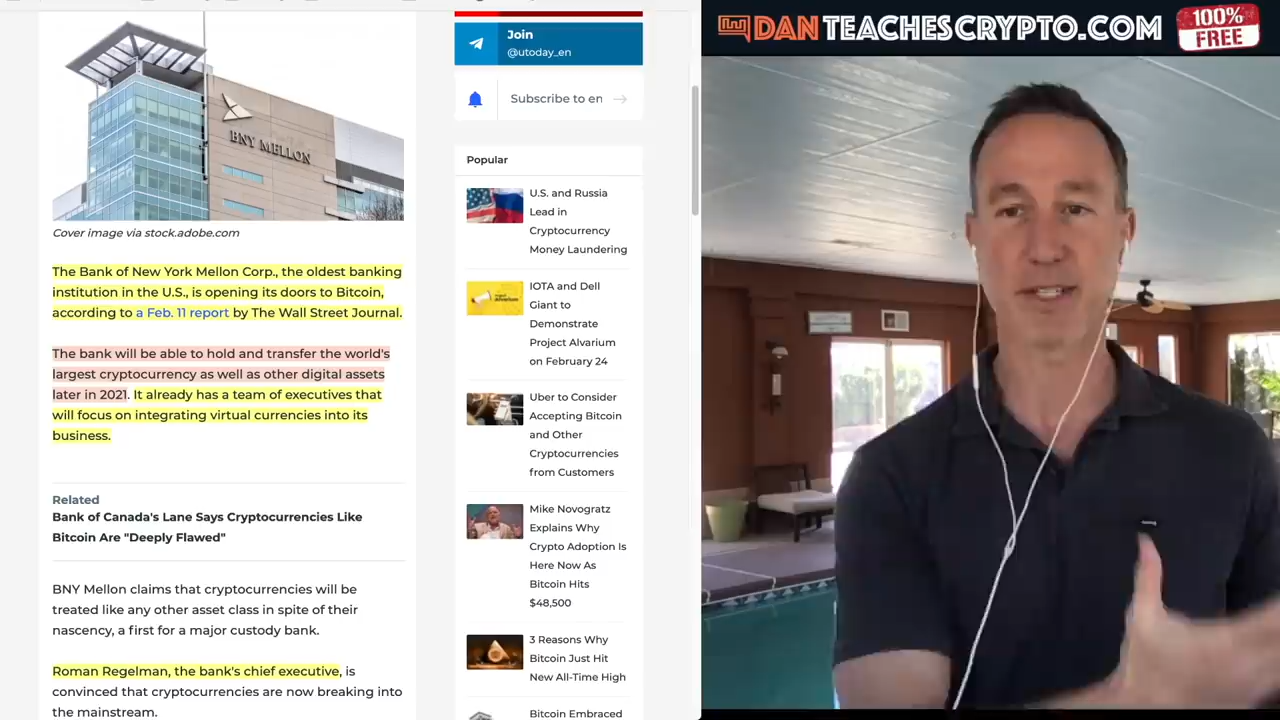 BNY MELLON
Cover image via stock.adobe.com
The Bank of New York Mellon Corp., the oldest banking
institution in the U.S., is opening its doors to Bitcoin,
according to a Feb. 11 report by The Wall Street Journal.
The bank will be able to hold and transfer the world's
largest cryptocurrency as well as other digital assets
later in 2021. It already has a team of executives that
will focus on integrating virtual currencies into its
business.
Related
Bank of Canada's Lane Says Cryptocurrencies Like
Bitcoin Are "Deeply Flawed"
BNY Mellon claims that cryptocurrencies will be
treated like any other asset class in spite of their
nascency, a first for a major custody bank.
Roman Regelman, the bank's chief executive, is
convinced that cryptocurrencies are now breaking into
the mainstream.
Join
@utoday_en
Subscribe to en
Popular
U.S. and Russia
Lead in
Cryptocurrency
Money Laundering
IOTA and Dell
Giant to
Demonstrate
Project Alvarium
on February 24
Uber to Consider
Accepting Bitcoin
and Other
Cryptocurrencies
from Customers
Mike Novogratz
Explains Why
Crypto Adoption Is
Here Now As
Bitcoin Hits
$48,500
3 Reasons Why
Bitcoin Just Hit
New All-Time High
Bitcoin Embraced
DANTEACHESCRYPTO.COM
100%
FREE